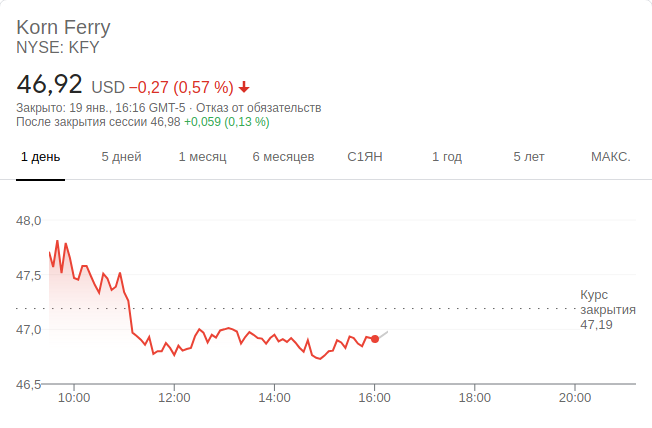 Korn Ferry
NYSE: KFY
46,92 USD −0,27 (0,57 %)
Закрыто: 19 янв., 16:16 GMT-5 · Отказ от обязательств
После закрытия сессии 46,98 +0,059 (0,13 %)
1 день 5 дней 1 месяц 6 месяцев С1ЯН 1 год 5 лет МАКС.
48,0
47,5
Курс
закрытия
47,19
47,0
46,5
10:00 12:00 14:00 16:00 18:00 20:00